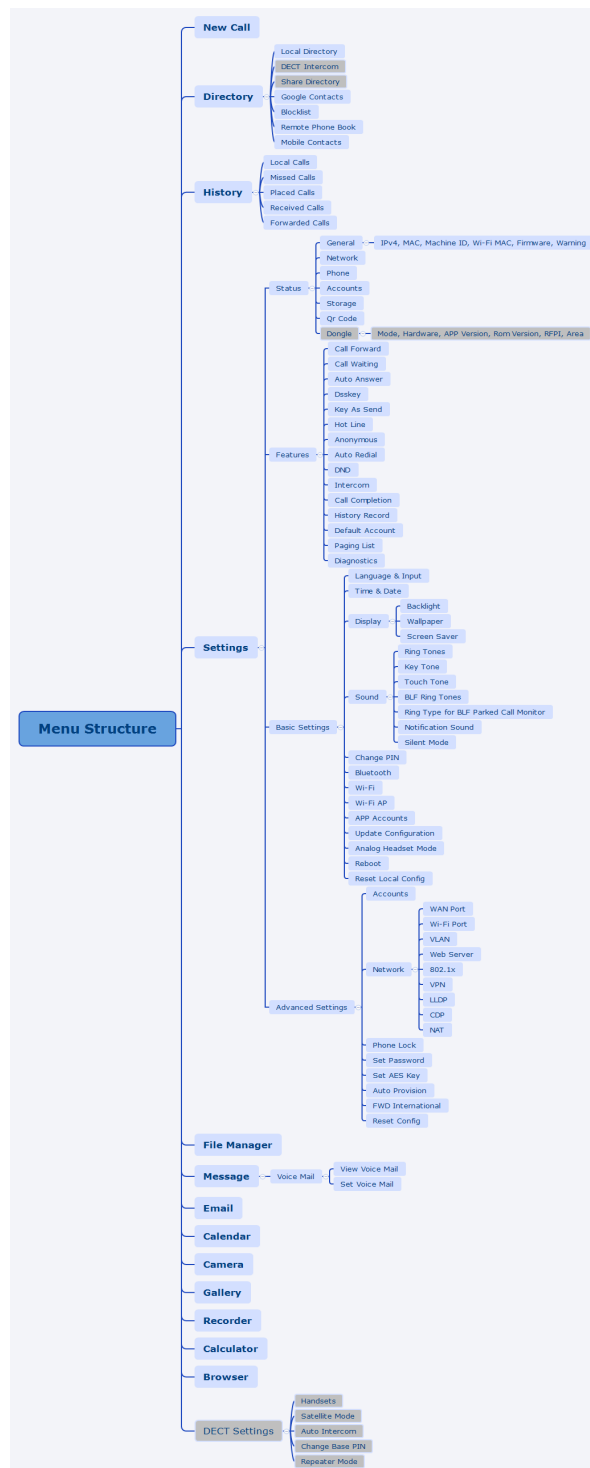 New Call
Local Directory
DECT Intercom
Share Directory
Directory
Google Contacts
Blocklist
Remote Phone Book
Mobile Contacts
Local Calls
Missed Calls
History
Placed Calls
Received Calls
Forwarded Calls
General
IPv4, MAC, Machine ID, Wi-Fi MAC, Firmware, Warning
Network
Phone
Status
Accounts
Storage
Qr Code
Dongle
Mode, Hardware, APP Version, Rom Version, RFPI, Area
Call Forward
Call Waiting
Auto Answer
Dsskey
Key As Send
Hot Line
Anonymous
Features
Auto Redial
DND
Intercom
Call Completion
History Record
Default Account
Paging List
Diagnostics
Language & Input
Time & Date
Backlight
Display
Wallpaper
Screen Saver
Settings
Ring Tones
Key Tone
Touch Tone
Sound
BLF Ring Tones
Ring Type for BLF Parked Call Monitor
Notification Sound
Silent Mode
Menu Structure
Basic Settings
Change PIN
Bluetooth
Wi-Fi
Wi-Fi AP
APP Accounts
Update Configuration
Analog Headset Mode
Reboot
Reset Local Config
Accounts
WAN Port
Wi-Fi Port
VLAN
Web Server
Network
802.1x
VPN
LLDP
CDP
NAT
Advanced Settings
Phone Lock
Set Password
Set AES Key
Auto Provision
FWD International
Reset Config
File Manager
Message
Voice Mail
View Voice Mail
Set Voice Mail
Email
Calendar
Camera
Gallery
Recorder
Calculator
Browser
Handsets
Satellite Mode
DECT Settings
Auto Intercom
Change Base PIN
Repeater Mode